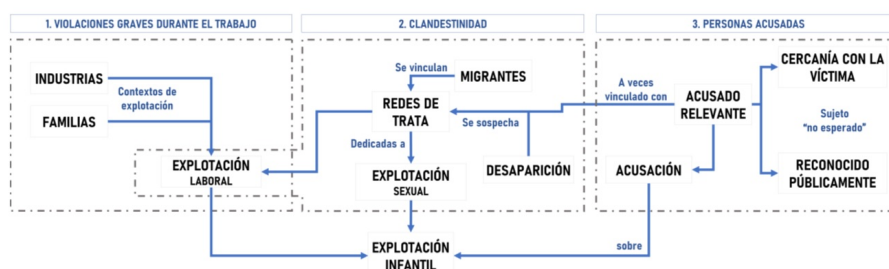 1. VIOLACIONES GRAVES DURANTE EL TRABAJO
2. CLANDESTINIDAD
3. PERSONAS ACUSADAS
INDUSTRIAS
Contextos de
explotación
FAMILIAS
EXPLOTACIÓN
LABORAL
Se vinculan
MIGRANTES
REDES DE
TRATA
Se sospecha
Dedicadas a
EXPLOTACIÓN
SEXUAL
DESAPARICIÓN
A veces
vinculado con
ACUSADO
RELEVANTE
CERCANÍA CON LA
VÍCTIMA
Sujeto
"no esperado"
RECONOCIDO
PÚBLICAMENTE
ACUSACIÓN
sobre
EXPLOTACIÓN
INFANTIL